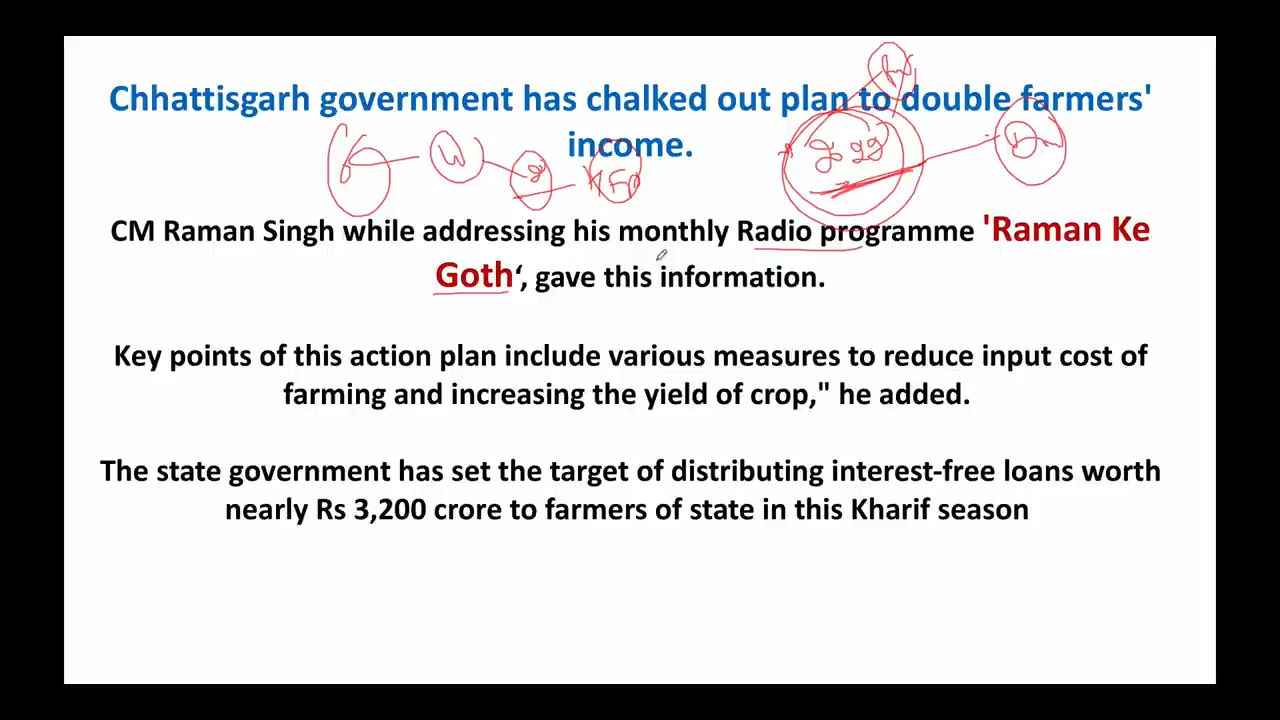 Chhattisgarh government has chalked out plan to double farmers'
income.
CM Raman Singh while addressing his monthly Radio programme 'Raman Ke
Goth‘, gave this information.
Key points of this action plan include various measures to reduce input cost of
farming and increasing the yield of crop," he added.
The state government has set the target of distributing interest-free loans worth
nearly Rs 3,200 crore to farmers of state in this Kharif season